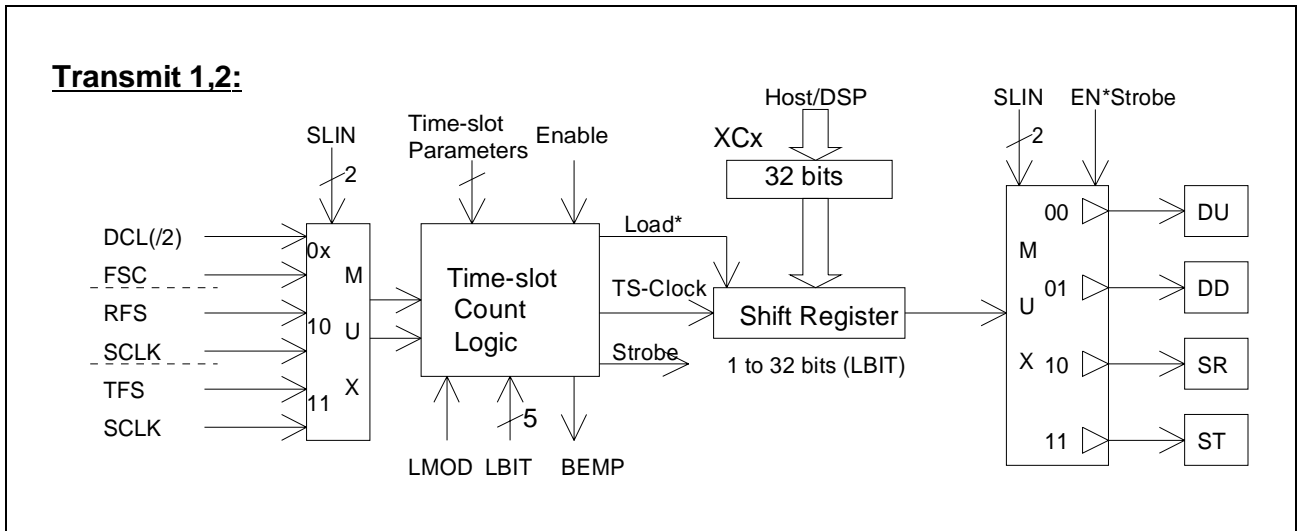 Transmit 1,2:
SLIN
2
Time-slot
Parameters
Enable
Host/DSP
XCx
32 bits
SLIN
2
EN*Strobe
DCL(/2)
FSC
RFS
SCLK
TFS
SCLK
0x
10
11
M
U
X
Time-slot
Count
Logic
Load*
TS-Clock
Strobe
LMOD
LBIT
5
BEMP
Shift Register
1 to 32 bits (LBIT)
M
U
X
00
01
10
11
DU
DD
SR
ST